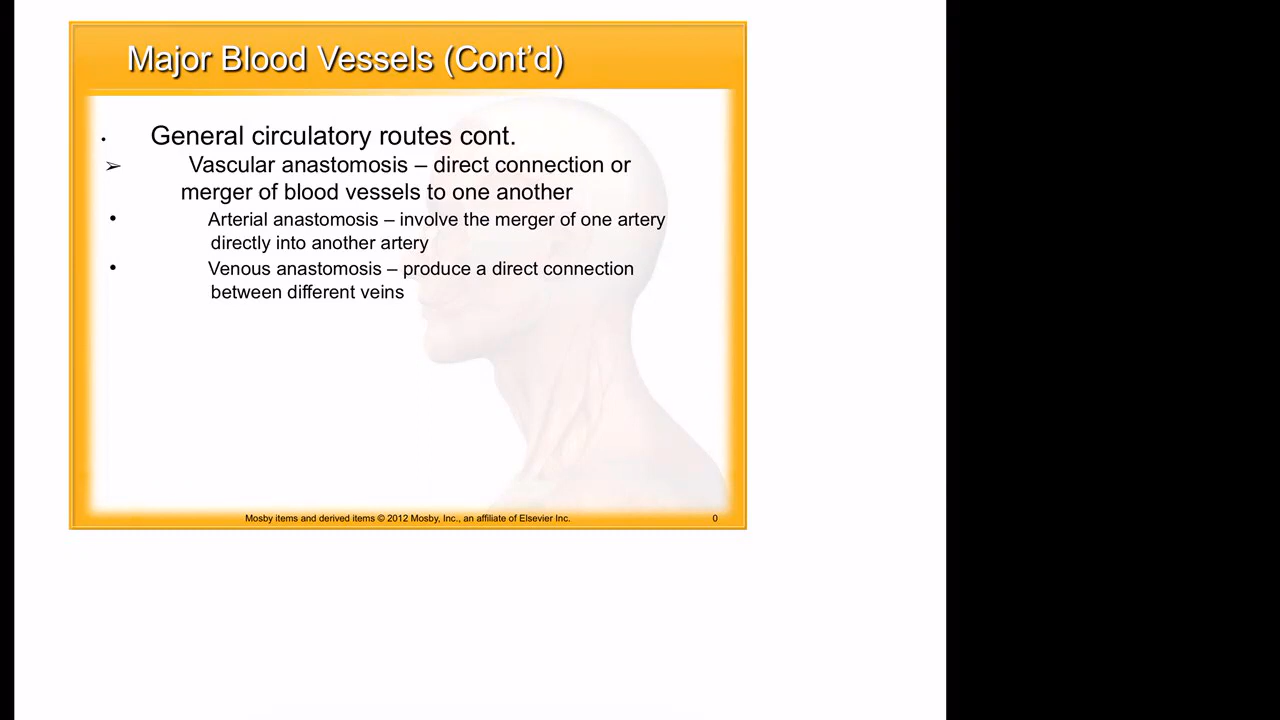 Major Blood Vessels (Cont’d)
• General circulatory routes cont.
➢ Vascular anastomosis – direct connection or
merger of blood vessels to one another
• Arterial anastomosis – involve the merger of one artery
directly into another artery
• Venous anastomosis – produce a direct connection
between different veins
Mosby items and derived items © 2012 Mosby, Inc., an affiliate of Elsevier Inc. 0